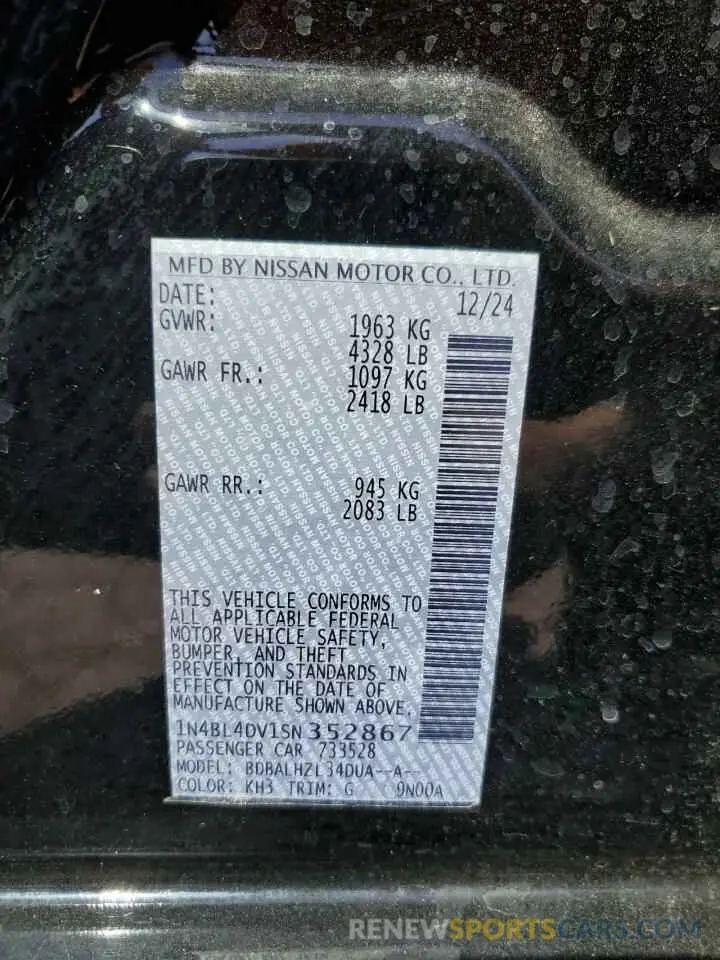 MFD BY NISSAN MOTOR CO., LTD.
DATE: 12/24
GVWR: 1963 KG
4328 LB
GAWR FR.: 1097 KG
2418 LB
GAWR RR.: 945 KG
2083 LB
THIS VEHICLE CONFORMS TO
ALL APPLICABLE FEDERAL
MOTOR VEHICLE SAFETY,
BUMPER, AND THEFT
PREVENTION STANDARDS IN
EFFECT ON THE DATE OF
MANUFACTURE SHOWN ABOVE.
1N4BL4DV1SN352867
PASSENGER CAR 733528
MODEL: BDBALHZL34DUA--A--
COLOR: KH3 TRIM: G 9N00A
RENEWSPORTSCARS.COM